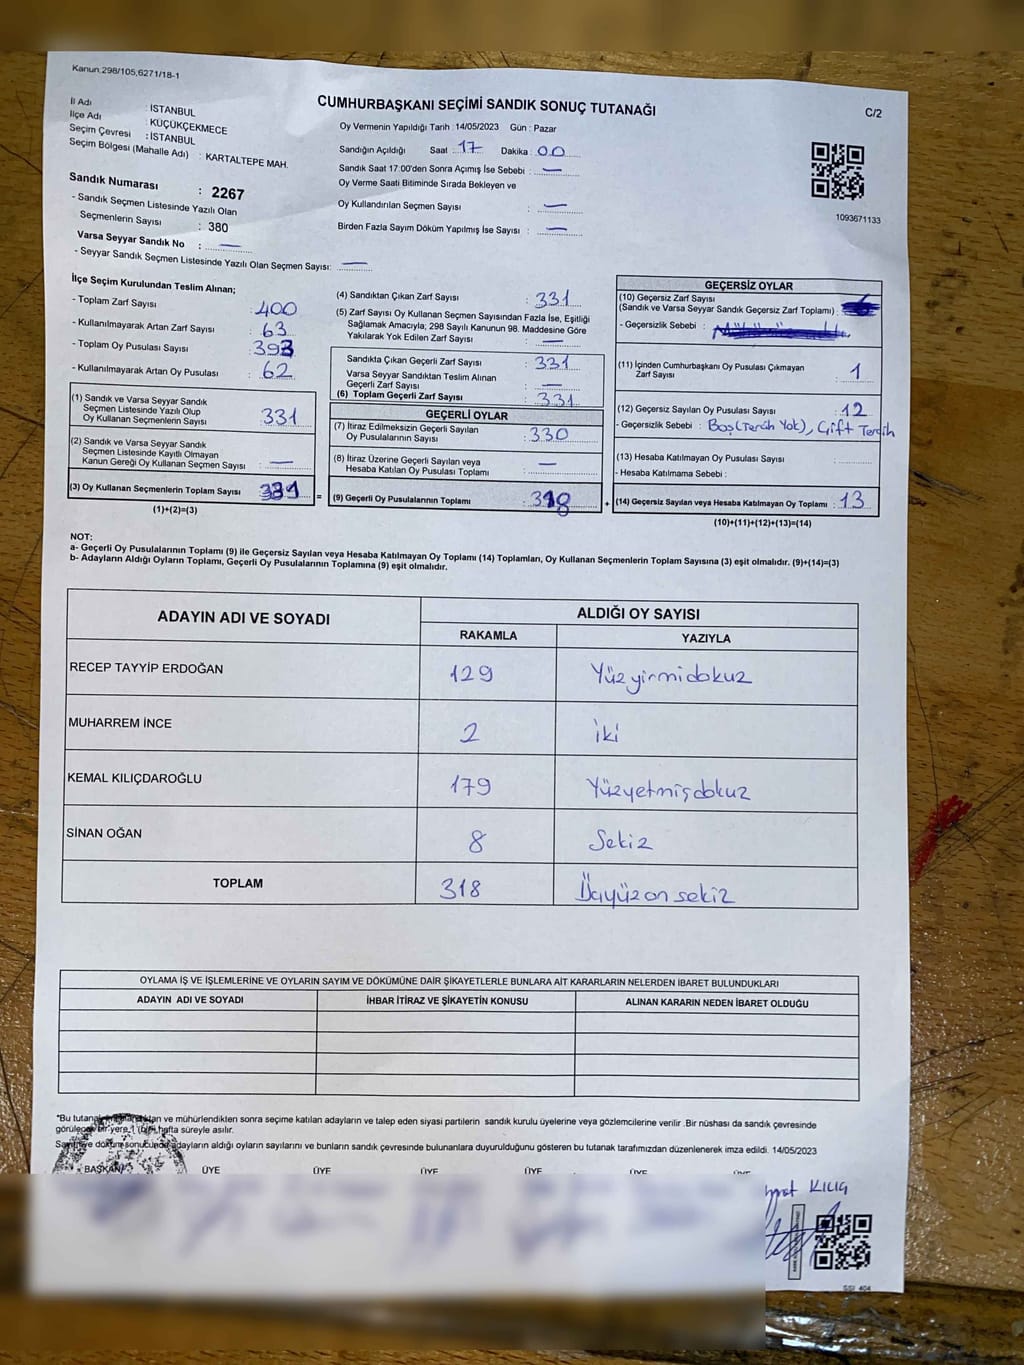 Kanun.298/105,6271/18-1
CUMHURBAŞKANI SEÇİMİ SANDIK SONUÇ TUTANAĞI
C/2
İl Adı : İSTANBUL
İlçe Adı : KÜÇÜKÇEKMECE
Seçim Çevresi : İSTANBUL
Seçim Bölgesi (Mahalle Adı) : KARTALTEPE MAH.
Sandık Numarası : 2267
- Sandık Seçmen Listesinde Yazılı Olan
Seçmenlerin Sayısı : 380
Varsa Seyyar Sandık No : —
- Seyyar Sandık Seçmen Listesinde Yazılı Olan Seçmen Sayısı: —
Oy Vermenin Yapıldığı Tarih :14/05/2023 Gün : Pazar
Sandığın Açıldığı Saat : 17 Dakika : 00
Sandık Saat 17:00'den Sonra Açımış İse Sebebi : —
Oy Verme Saati Bitiminde Sırada Bekleyen ve
Oy Kullandırılan Seçmen Sayısı : —
Birden Fazla Sayım Döküm Yapılmış İse Sayısı : —
1093671133
İlçe Seçim Kurulundan Teslim Alınan;
- Toplam Zarf Sayısı : 400
- Kullanılmayarak Artan Zarf Sayısı : 63
- Toplam Oy Pusulası Sayısı : 393
- Kullanılmayarak Artan Oy Pusulası : 62
(1) Sandık ve Varsa Seyyar Sandık
Seçmen Listesinde Yazılı Olup
Oy Kullanan Seçmenlerin Sayısı : 331
(2) Sandık ve Varsa Seyyar Sandık
Seçmen Listesinde Kayıtlı Olmayan
Kanun Gereği Oy Kullanan Seçmen Sayısı : —
(3) Oy Kullanan Seçmenlerin Toplam Sayısı : 331 =
(1)+(2)=(3)
(4) Sandıktan Çıkan Zarf Sayısı : 331
(5) Zarf Sayısı Oy Kullanan Seçmen Sayısından Fazla İse, Eşitliği
Sağlamak Amacıyla; 298 Sayılı Kanunun 98. Maddesine Göre
Yakılarak Yok Edilen Zarf Sayısı : —
Sandıkta Çıkan Geçerli Zarf Sayısı : 331
Varsa Seyyar Sandıktan Teslim Alınan
Geçerli Zarf Sayısı : —
(6) Toplam Geçerli Zarf Sayısı : 331
GEÇERLİ OYLAR
(7) İtiraz Edilmeksizin Geçerli Sayılan
Oy Pusulalarının Sayısı : 330
(8) İtiraz Üzerine Geçerli Sayılan veya
Hesaba Katılan Oy Pusulası Toplamı : —
(9) Geçerli Oy Pusulalarının Toplamı : 318 +
GEÇERSİZ OYLAR
(10) Geçersiz Zarf Sayısı
(Sandık ve Varsa Seyyar Sandık Geçersiz Zarf Toplamı) :
- Geçersizlik Sebebi :
(11) İçinden Cumhurbaşkanı Oy Pusulası Çıkmayan
Zarf Sayısı : 1
(12) Geçersiz Sayılan Oy Pusulası Sayısı : 12
- Geçersizlik Sebebi : Boş(Tercih Yok), Çift Tercih
(13) Hesaba Katılmayan Oy Pusulası Sayısı :
- Hesaba Katılmama Sebebi :
(14) Geçersiz Sayılan veya Hesaba Katılmayan Oy Toplamı : 13
(10)+(11)+(12)+(13)=(14)
NOT:
a- Geçerli Oy Pusulalarının Toplamı (9) ile Geçersiz Sayılan veya Hesaba Katılmayan Oy Toplamı (14) Toplamları, Oy Kullanan Seçmenlerin Toplam Sayısına (3) eşit olmalıdır. (9)+(14)=(3)
b- Adayların Aldığı Oyların Toplamı, Geçerli Oy Pusulalarının Toplamına (9) eşit olmalıdır.
ADAYIN ADI VE SOYADI ALDIĞI OY SAYISI
RAKAMLA YAZIYLA
RECEP TAYYİP ERDOĞAN 129 Yüzyirmidokuz
MUHARREM İNCE 2 iki
KEMAL KILIÇDAROĞLU 179 Yüzyetmişdokuz
SİNAN OĞAN 8 Sekiz
TOPLAM 318 Üçyüzonsekiz
OYLAMA İŞ VE İŞLEMLERİNE VE OYLARIN SAYIM VE DÖKÜMÜNE DAİR ŞİKAYETLERLE BUNLARA AİT KARARLARIN NELERDEN İBARET BULUNDUKLARI
ADAYIN ADI VE SOYADI İHBAR İTİRAZ VE ŞİKAYETİN KONUSU ALINAN KARARIN NEDEN İBARET OLDUĞU
*Bu tutanak ve mühürlendikten sonra seçime katılan adayların ve talep eden siyasi partilerin sandık kurulu üyelerine veya gözlemcilerine verilir .Bir nüshası da sandık çevresinde
görülecek bir yere 1 hafta süreyle asılır.
Sayım ve döküm sonucunda adayların aldığı oyların sayılarını ve bunların sandık çevresinde bulunanlara duyurulduğunu gösteren bu tutanak tarafımızdan düzenlenerek imza edildi. 14/05/2023
BAŞKAN ÜYE ÜYE ÜYE ÜYE ÜYE ÜYE
KILIÇ
SSI 404